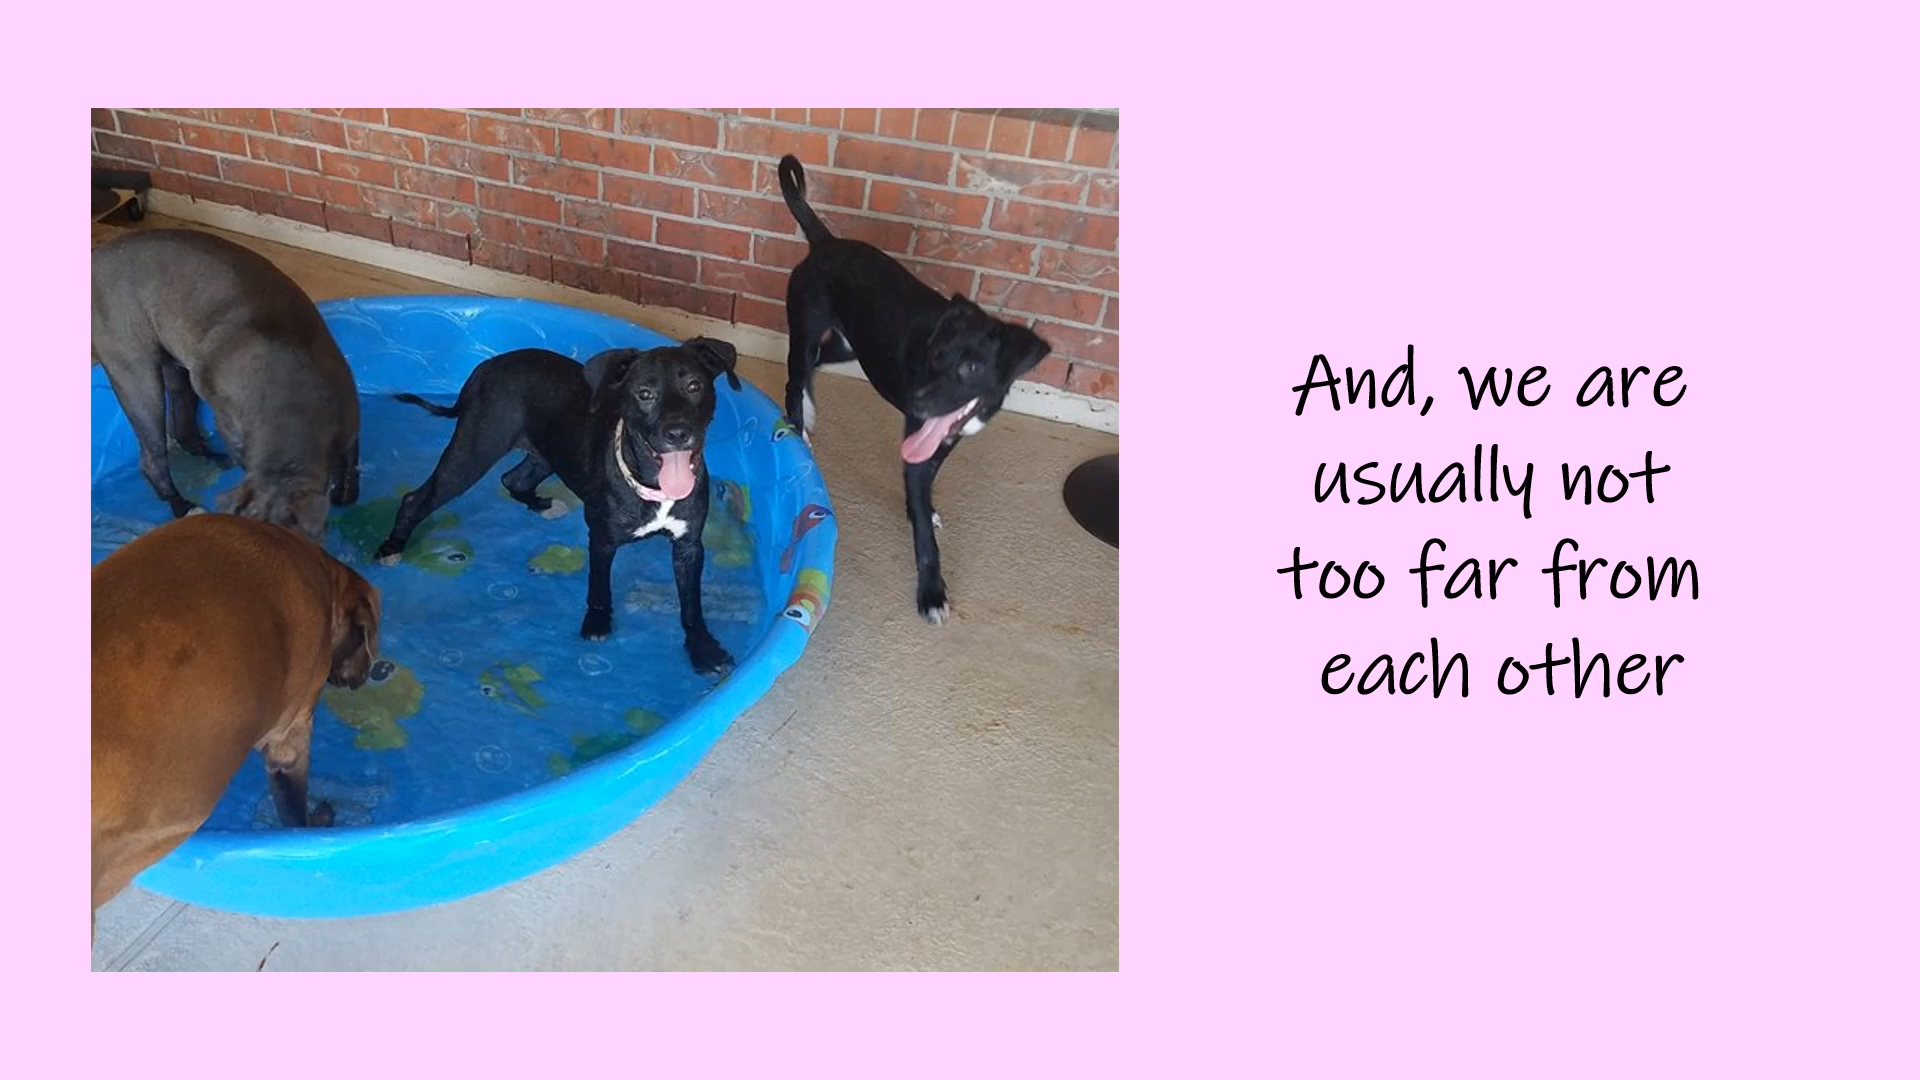 And, we are
usually not
too far from
each other